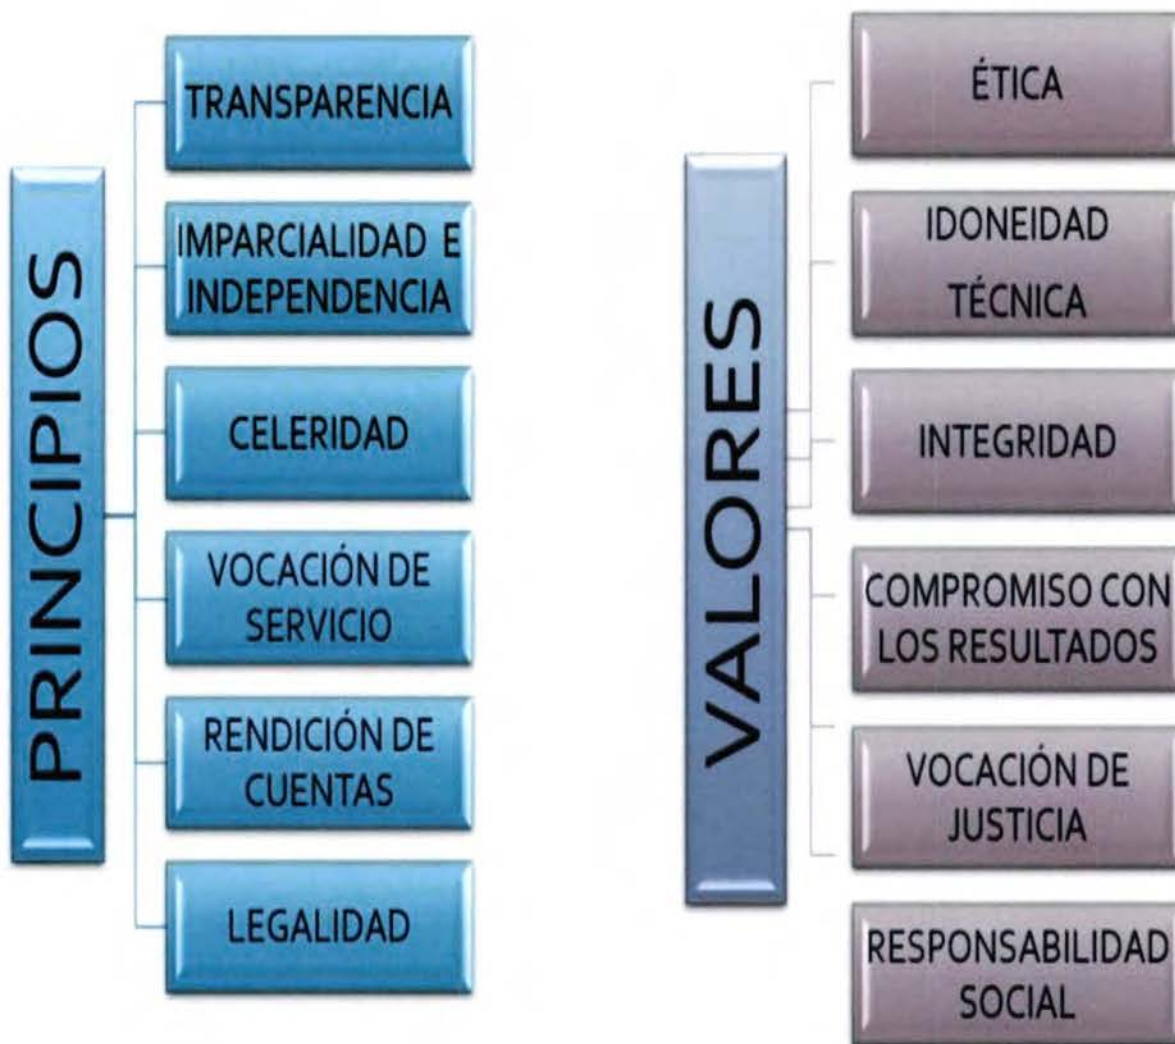 PRINCIPIOS
TRANSPARENCIA
IMPARCIALIDAD E
INDEPENDENCIA
CELERIDAD
VOCACIÓN DE
SERVICIO
RENDICIÓN DE
CUENTAS
LEGALIDAD
VALORES
ÉTICA
IDONEIDAD
TÉCNICA
INTEGRIDAD
COMPROMISO CON
LOS RESULTADOS
VOCACIÓN DE
JUSTICIA
RESPONSABILIDAD
SOCIAL